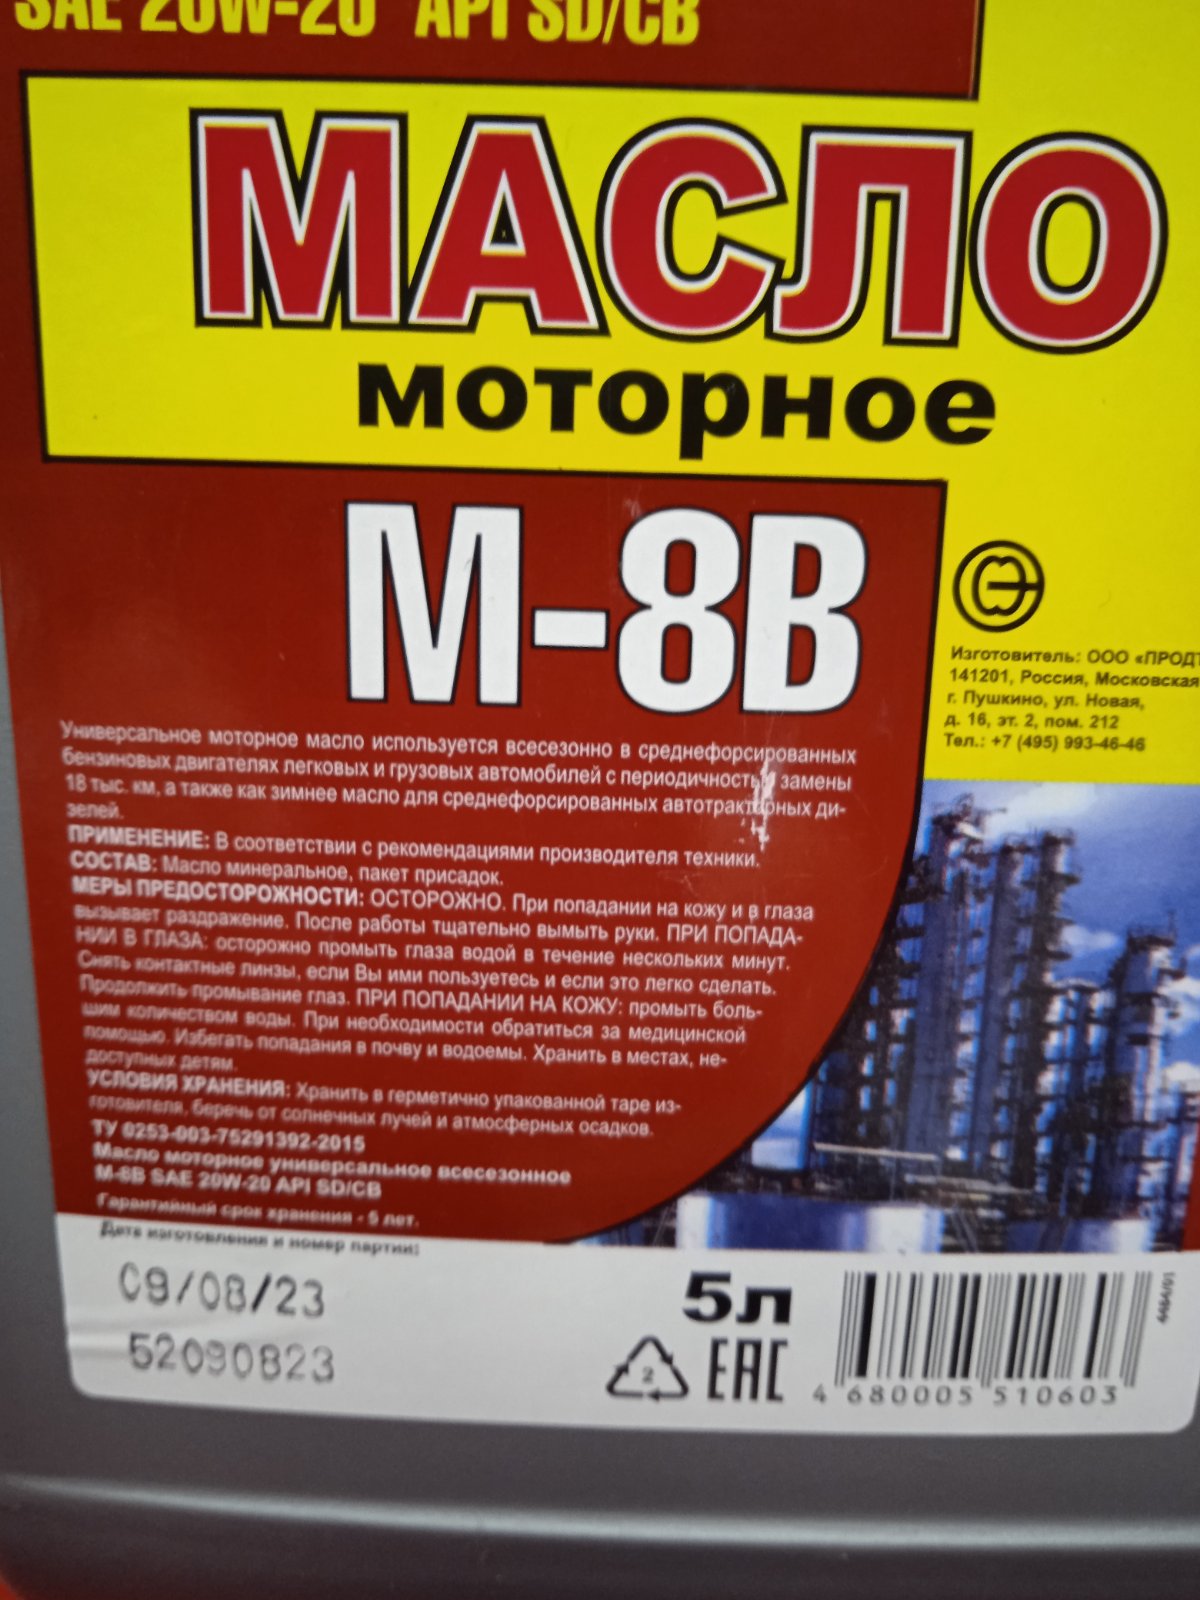 SAE 20W-20 API SD/CB
МАСЛО
моторное
М-8В
Изготовитель: ООО
141201, Россия, Московская
г. Пушкино, ул. Новая,
д. 16, эт. 2, пом. 212
Тел.: +7 (495) 993-46-46
Универсальное моторное масло используется всесезонно в среднефорсированных
бензиновых двигателях легковых и грузовых автомобилей с периодичностью замены
18 тыс. км, а также как зимнее масло для среднефорсированных автотракторных ди-
зелей.
ПРИМЕНЕНИЕ: В соответствии с рекомендациями производителя техники.
СОСТАВ: Масло минеральное, пакет присадок.
МЕРЫ ПРЕДОСТОРОЖНОСТИ: ОСТОРОЖНО. При попадании на кожу и в глаза
вызывает раздражение. После работы тщательно вымыть руки. ПРИ ПОПАДА-
НИИ В ГЛАЗА: осторожно промыть глаза водой в течение нескольких минут.
Снять контактные линзы, если Вы ими пользуетесь и если это легко сделать.
Продолжить промывание глаз. ПРИ ПОПАДАНИИ НА КОЖУ: промыть боль-
шим количеством воды. При необходимости обратиться за медицинской
помощью. Избегать попадания в почву и водоемы. Хранить в местах, не-
доступных детям.
УСЛОВИЯ ХРАНЕНИЯ: Хранить в герметично упакованной таре из-
готовителя, беречь от солнечных лучей и атмосферных осадков.
ТУ 0253-003-75291392-2015
Масло моторное универсальное всесезонное
М-8В SAE 20W-20 API SD/CB
Гарантийный срок хранения - 5 лет.
Дата изготовления и номер партии:
09/08/23
52090823
5л
2
EAC
4 680005 510603